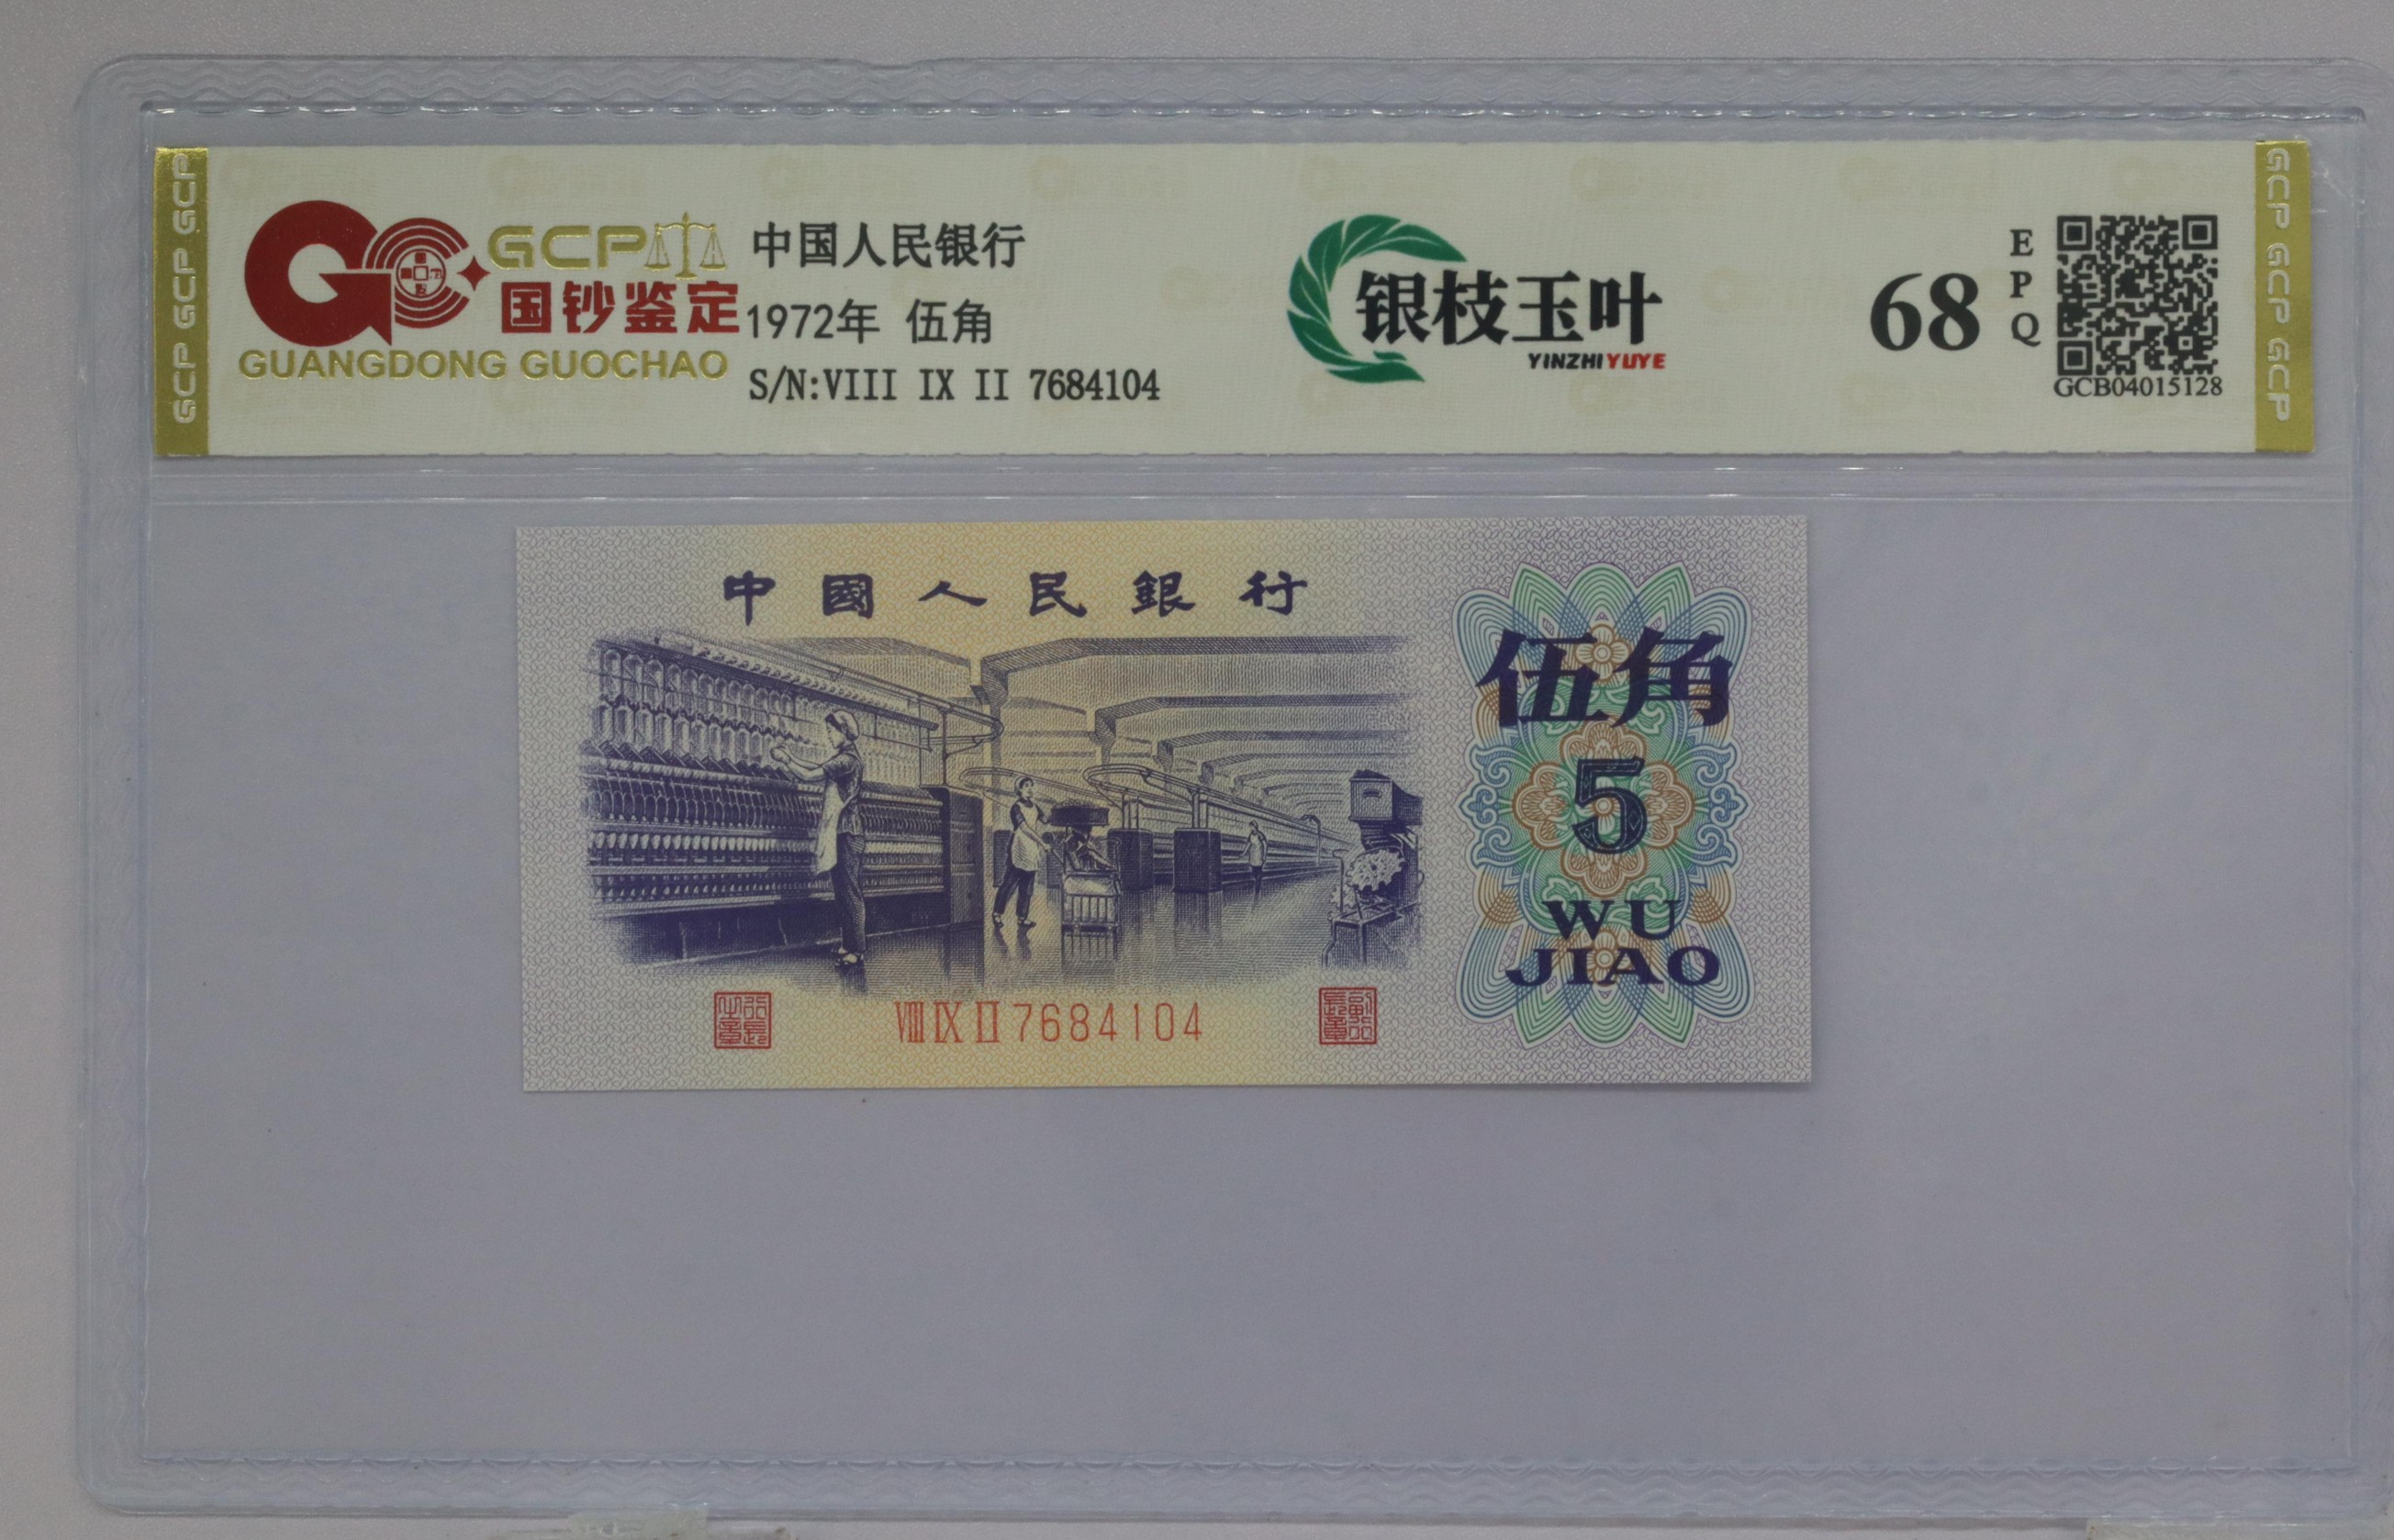 GCP GCP GCP
GCP
国钞鉴定
GUANGDONG GUOCHAO
中国人民银行
1972年 伍角
S/N:VIII IX II 7684104
银枝玉叶
YINZHI YUYE
68
EPQ
GCB04015128
GCP GCP GCP
中國人民銀行
伍角
5
WU
JIAO
VIII IX II 7684104